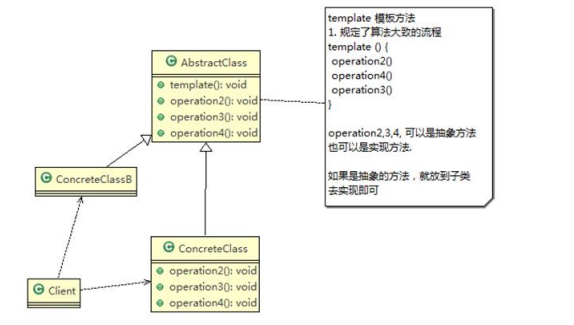 C AbstractClass
template(): void
operation2(): void
operation3(): void
operation4(): void
template 模板方法
1. 规定了算法大致的流程
template () {
operation2()
operation4()
operation3()
}
operation2,3,4, 可以是抽象方法
也可以是实现方法.
如果是抽象的方法，就放到子类
去实现即可
C ConcreteClassB
C ConcreteClass
operation2(): void
operation3(): void
operation4(): void
C Client